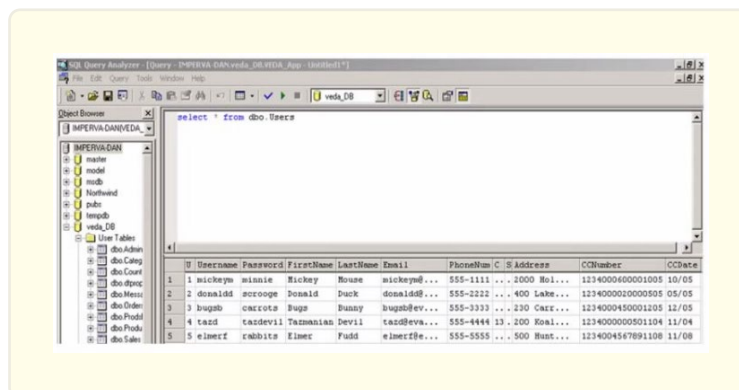 SQL Query Analyzer - [Query - IMPERVA-DAN.veda_DB.VEDA_App - Untitled1*]
File Edit Query Tools Window Help
veda_DB
Object Browser
IMPERVA-DAN(VEDA_
IMPERVA-DAN
master
model
msdb
Northwind
pubs
tempdb
veda_DB
User Tables
dbo.Admin
dbo.Categ
dbo.Count
dbo.dtprop
dbo.Messa
dbo.Orders
dbo.Prodsl
dbo.Produ
dbo.Sales
select * from dbo.Users
U Username Password FirstName LastName Email PhoneNum C S Address CCNumber CCDate
1 1 mickeym minnie Mickey Mouse mickeym@... 555-1111 ... 2000 Hol... 1234000600001005 10/05
2 2 donaldd scrooge Donald Duck donaldd@... 555-2222 ... 400 Lake... 1234000020000505 05/05
3 3 bugsb carrots Bugs Bunny bugsb@ev... 555-3333 ... 230 Carr... 1234000450001205 12/05
4 4 tazd tazdevil Tazmanian Devil tazd@eva... 555-4444 13 . 200 Koal... 1234000000501104 11/04
5 5 elmerf rabbits Elmer Fudd elmerf@e... 555-5555 ... 500 Hunt... 1234004567891108 11/08